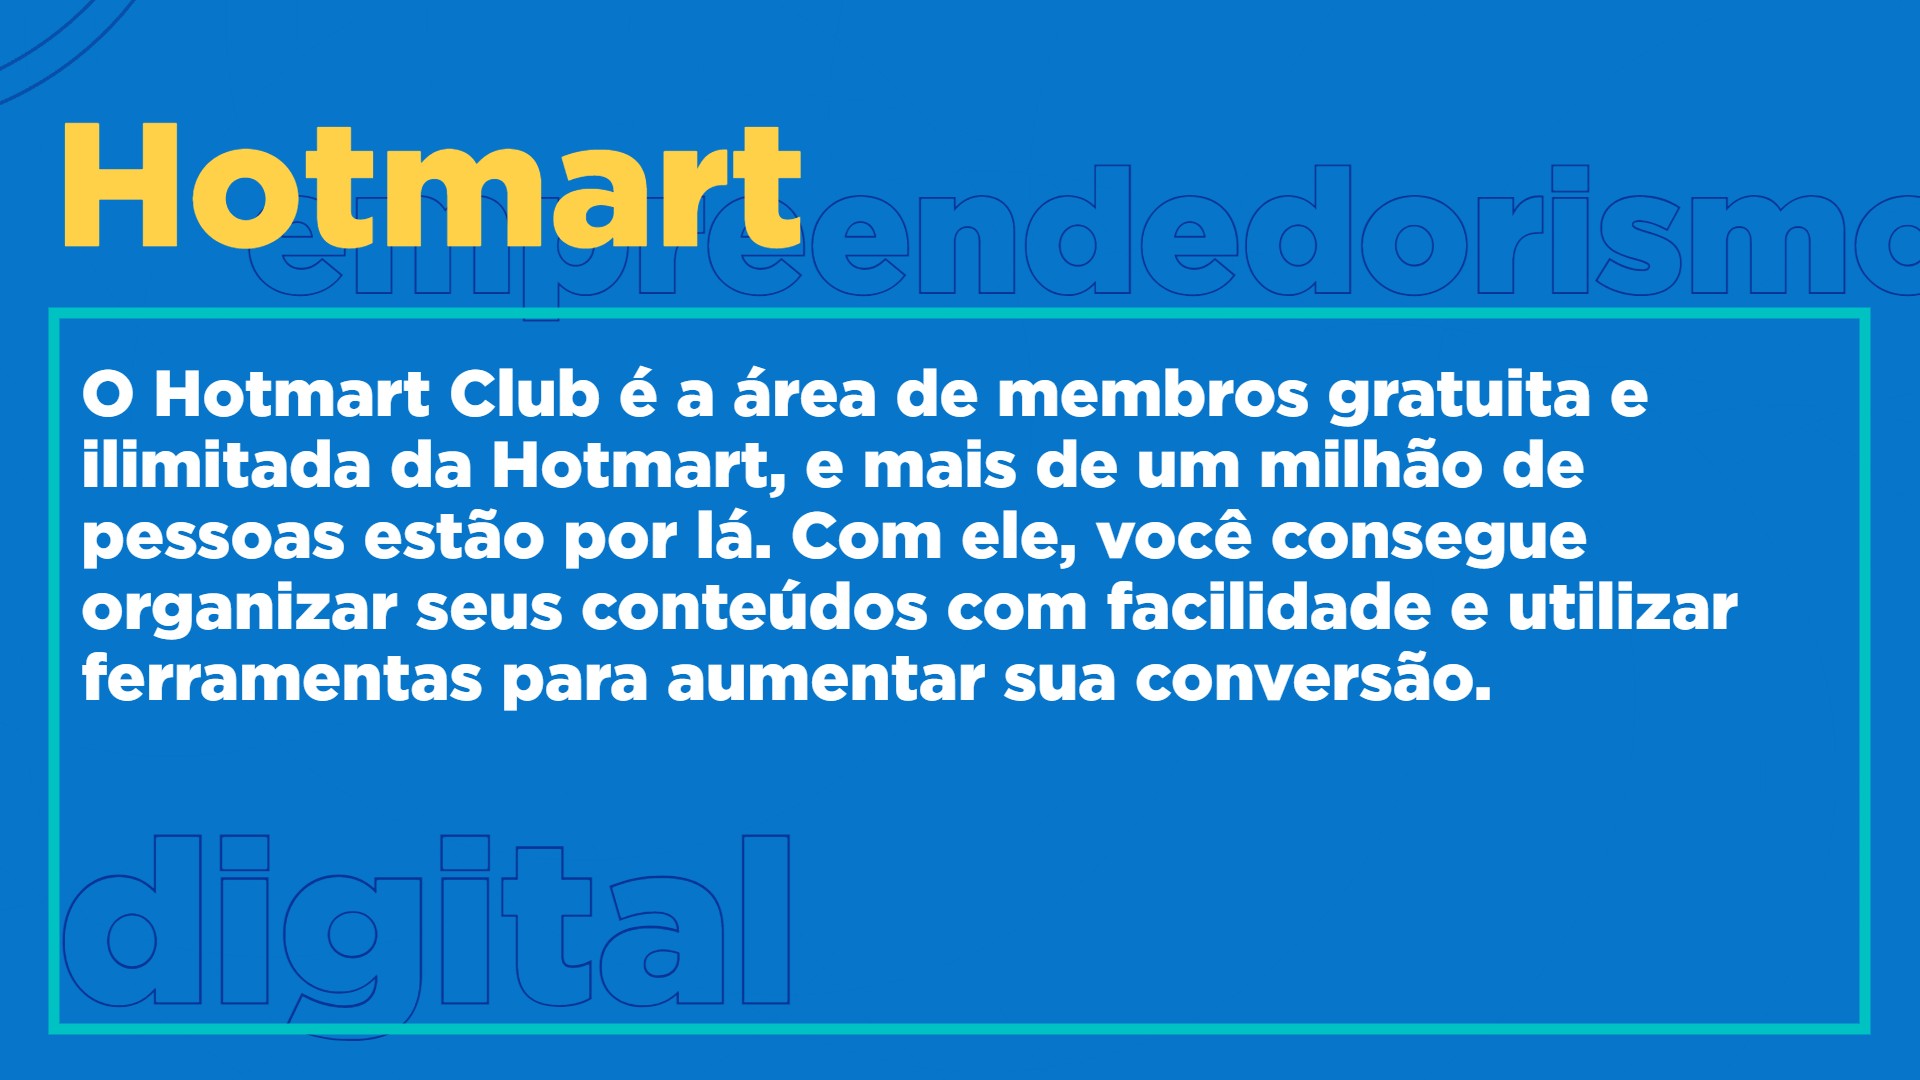 Hotmart
empreendedorismo
O Hotmart Club é a área de membros gratuita e
ilimitada da Hotmart, e mais de um milhão de
pessoas estão por lá. Com ele, você consegue
organizar seus conteúdos com facilidade e utilizar
ferramentas para aumentar sua conversão.
digital